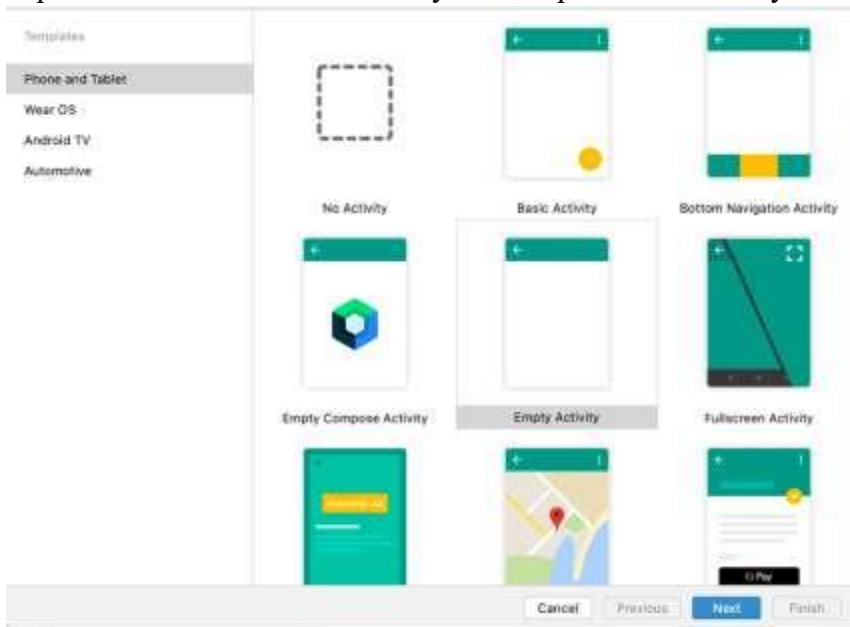 Templates
Phone and Tablet
Wear OS
Android TV
Automotive
No Activity
Basic Activity
Bottom Navigation Activity
Empty Compose Activity
Empty Activity
Fullscreen Activity
Pay
Cancel
Previous
Next
Finish